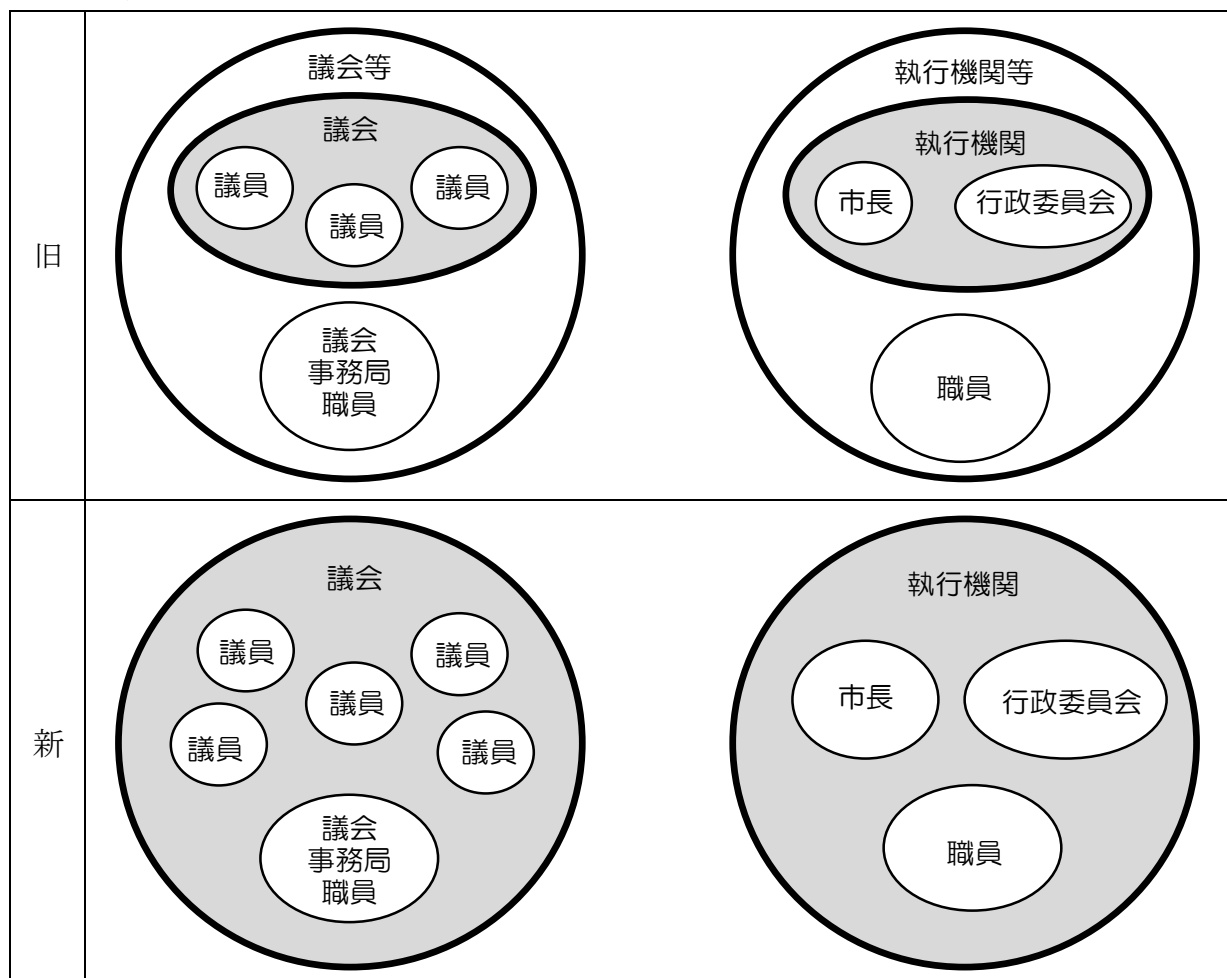 旧
議会等
議会
議員
議員
議員
議会
事務局
職員
執行機関等
執行機関
市長
行政委員会
職員
新
議会
議員
議員
議員
議員
議員
議会
事務局
職員
執行機関
市長
行政委員会
職員